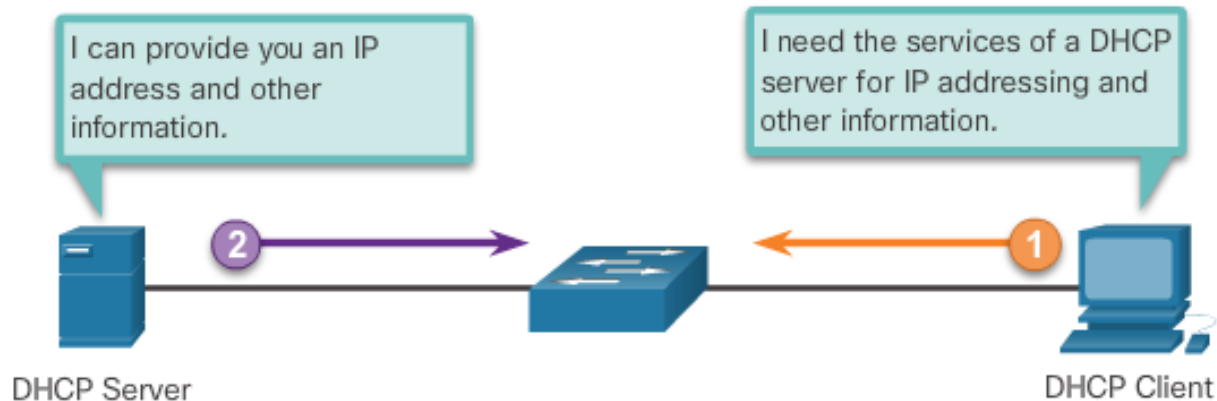 I can provide you an IP
address and other
information.
I need the services of a DHCP
server for IP addressing and
other information.
2
1
DHCP Server
DHCP Client